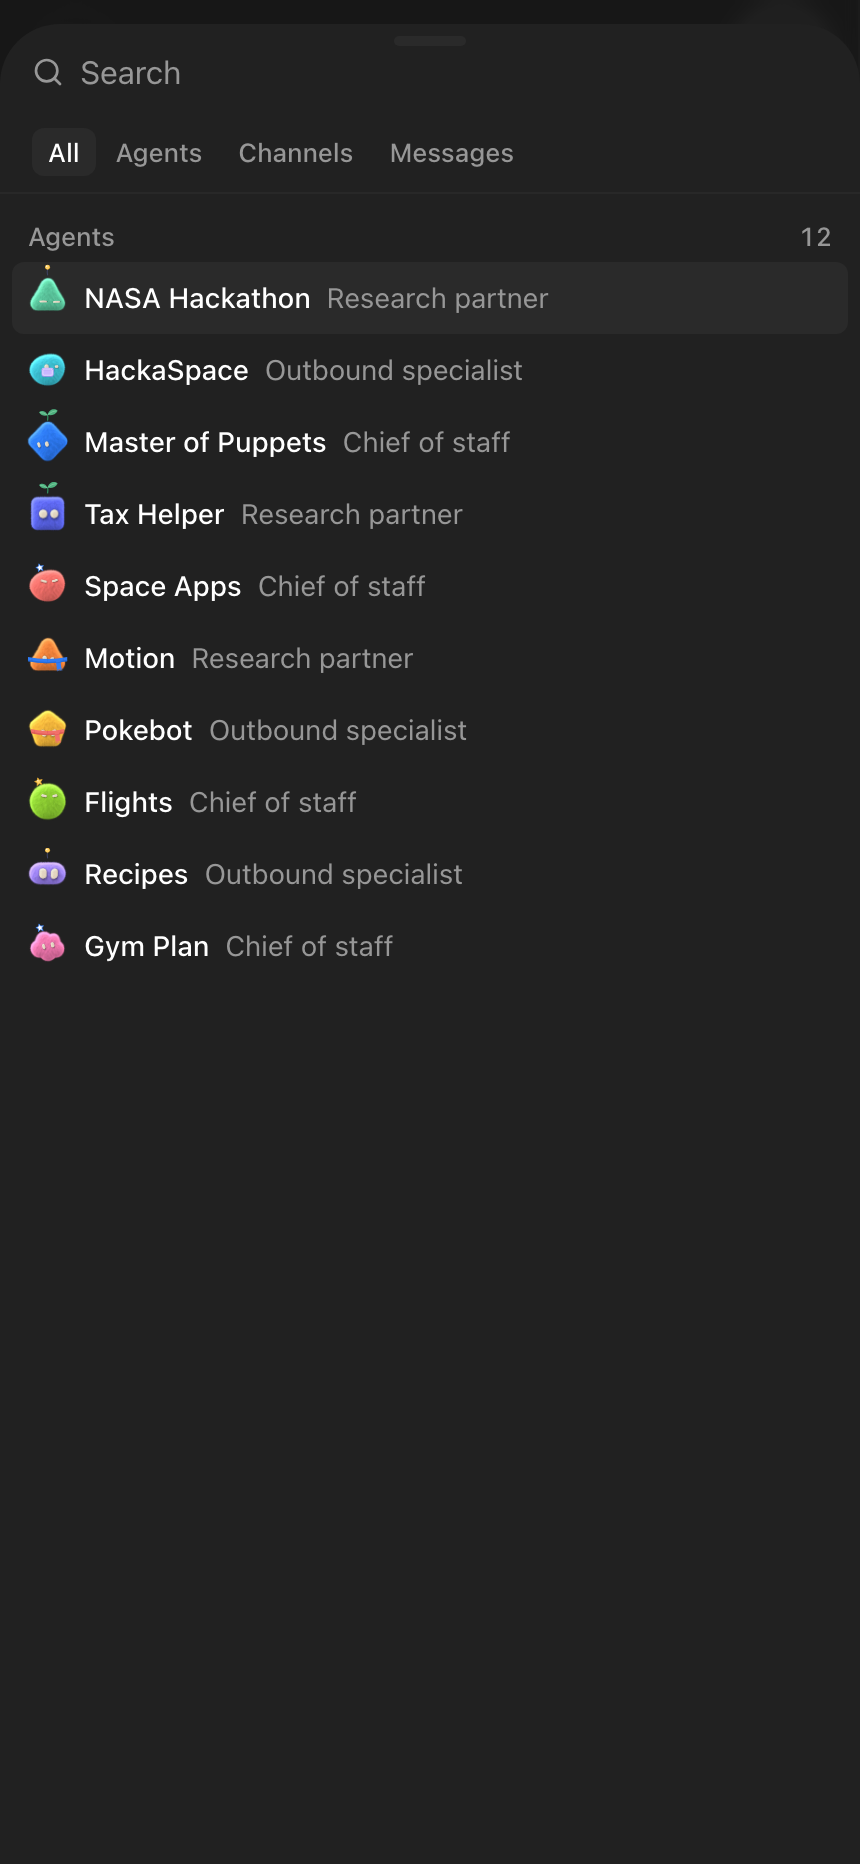 Search
All Agents Channels Messages
Agents 12
NASA Hackathon Research partner
HackaSpace Outbound specialist
Master of Puppets Chief of staff
Tax Helper Research partner
Space Apps Chief of staff
Motion Research partner
Pokebot Outbound specialist
Flights Chief of staff
Recipes Outbound specialist
Gym Plan Chief of staff